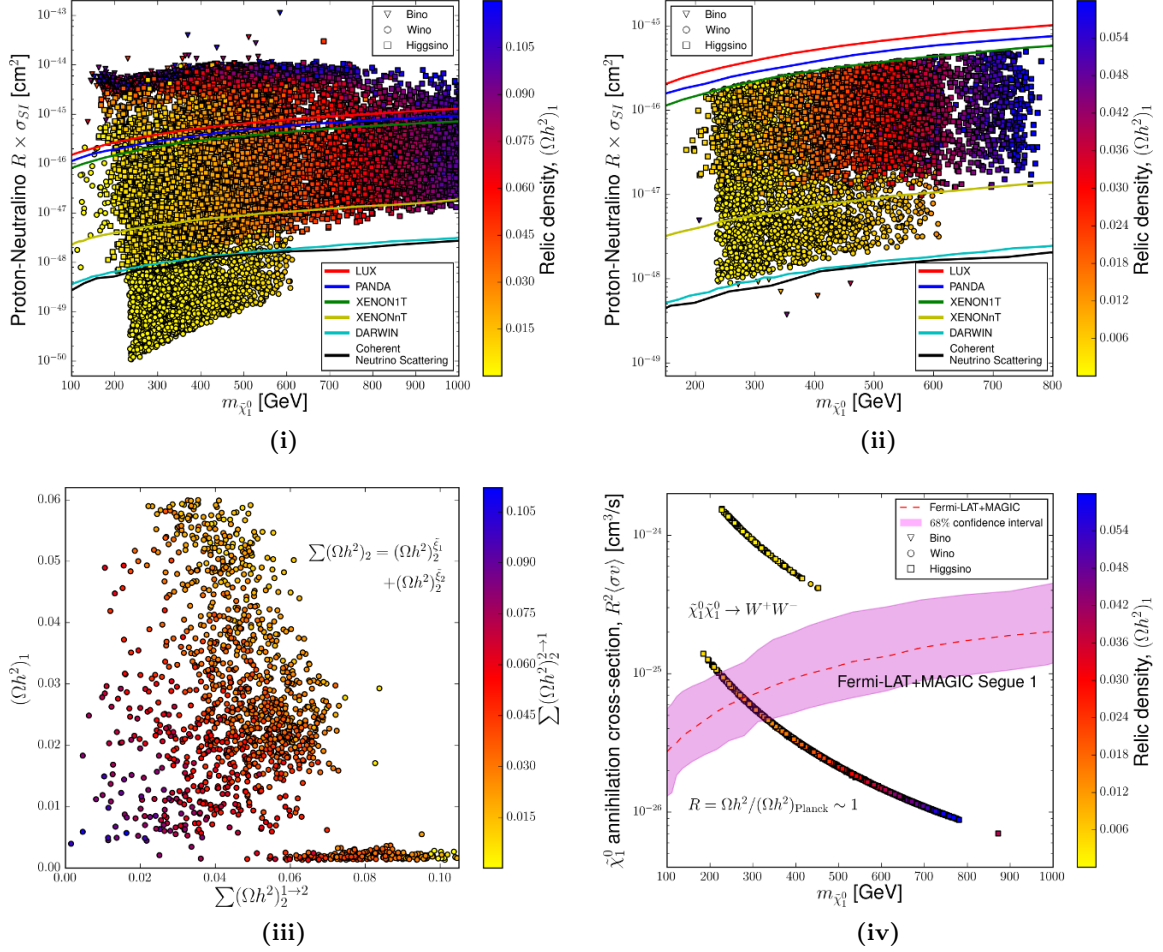 Proton-Neutralino R × σ_SI [cm²]
10⁻⁴³
10⁻⁴⁴
10⁻⁴⁵
10⁻⁴⁶
10⁻⁴⁷
10⁻⁴⁸
10⁻⁴⁹
10⁻⁵⁰
Bino
Wino
Higgsino
LUX
PANDA
XENON1T
XENONnT
DARWIN
Coherent
Neutrino Scattering
100 200 300 400 500 600 700 800 900 1000
m_χ̃₁⁰ [GeV]
0.105
0.090
0.075
0.060
0.045
0.030
0.015
Relic density, (Ωh²)₁
(i)
Proton-Neutralino R × σ_SI [cm²]
10⁻⁴⁵
10⁻⁴⁶
10⁻⁴⁷
10⁻⁴⁸
10⁻⁴⁹
Bino
Wino
Higgsino
LUX
PANDA
XENON1T
XENONnT
DARWIN
Coherent
Neutrino Scattering
200 300 400 500 600 700 800
m_χ̃₁⁰ [GeV]
0.054
0.048
0.042
0.036
0.030
0.024
0.018
0.012
0.006
Relic density, (Ωh²)₁
(ii)
(Ωh²)₁
0.06
0.05
0.04
0.03
0.02
0.01
0.00
∑(Ωh²)₂ = (Ωh²)₂^ξ̃₁
+(Ωh²)₂^ξ̃₂
0.00 0.02 0.04 0.06 0.08 0.10
∑(Ωh²)₂^1→2
0.105
0.090
0.075
0.060
0.045
0.030
0.015
∑(Ωh²)₂^2→1
(iii)
χ̃₁⁰ annihilation cross-section, R²⟨σv⟩ [cm³/s]
10⁻²⁴
10⁻²⁵
10⁻²⁶
Fermi-LAT+MAGIC
68% confidence interval
Bino
Wino
Higgsino
χ̃₁⁰χ̃₁⁰ → W⁺W⁻
Fermi-LAT+MAGIC Segue 1
R = Ωh²/(Ωh²)_Planck ∼ 1
100 200 300 400 500 600 700 800 900 1000
m_χ̃₁⁰ [GeV]
0.054
0.048
0.042
0.036
0.030
0.024
0.018
0.012
0.006
Relic density, (Ωh²)₁
(iv)